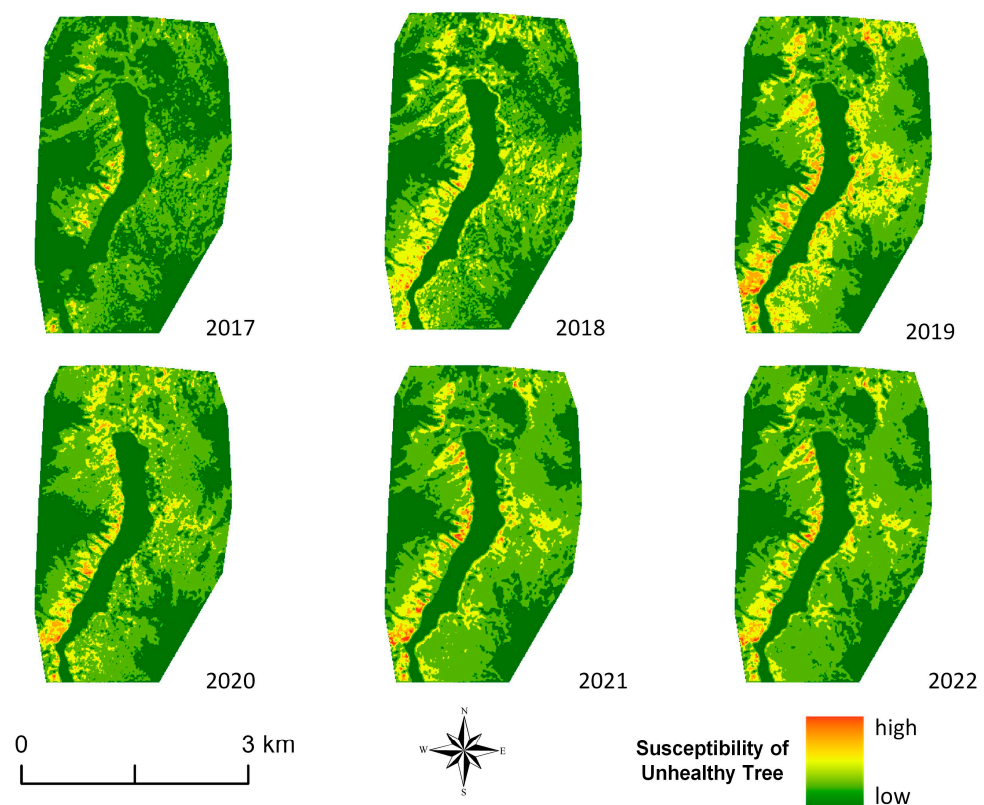 2017
2018
2019
2020
2021
2022
0
3 km
N
W
E
S
Susceptibility of
Unhealthy Tree
high
low